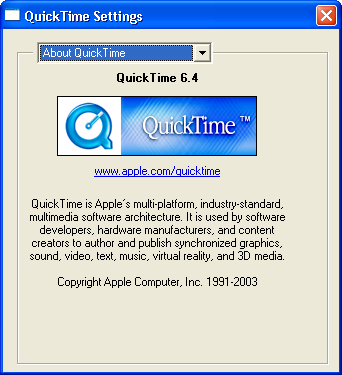 QuickTime Settings
About QuickTime
QuickTime 6.4
QuickTime ™
www.apple.com/quicktime
QuickTime is Apple´s multi-platform, industry-standard,
multimedia software architecture. It is used by software
developers, hardware manufacturers, and content
creators to author and publish synchronized graphics,
sound, video, text, music, virtual reality, and 3D media.
Copyright Apple Computer, Inc. 1991-2003